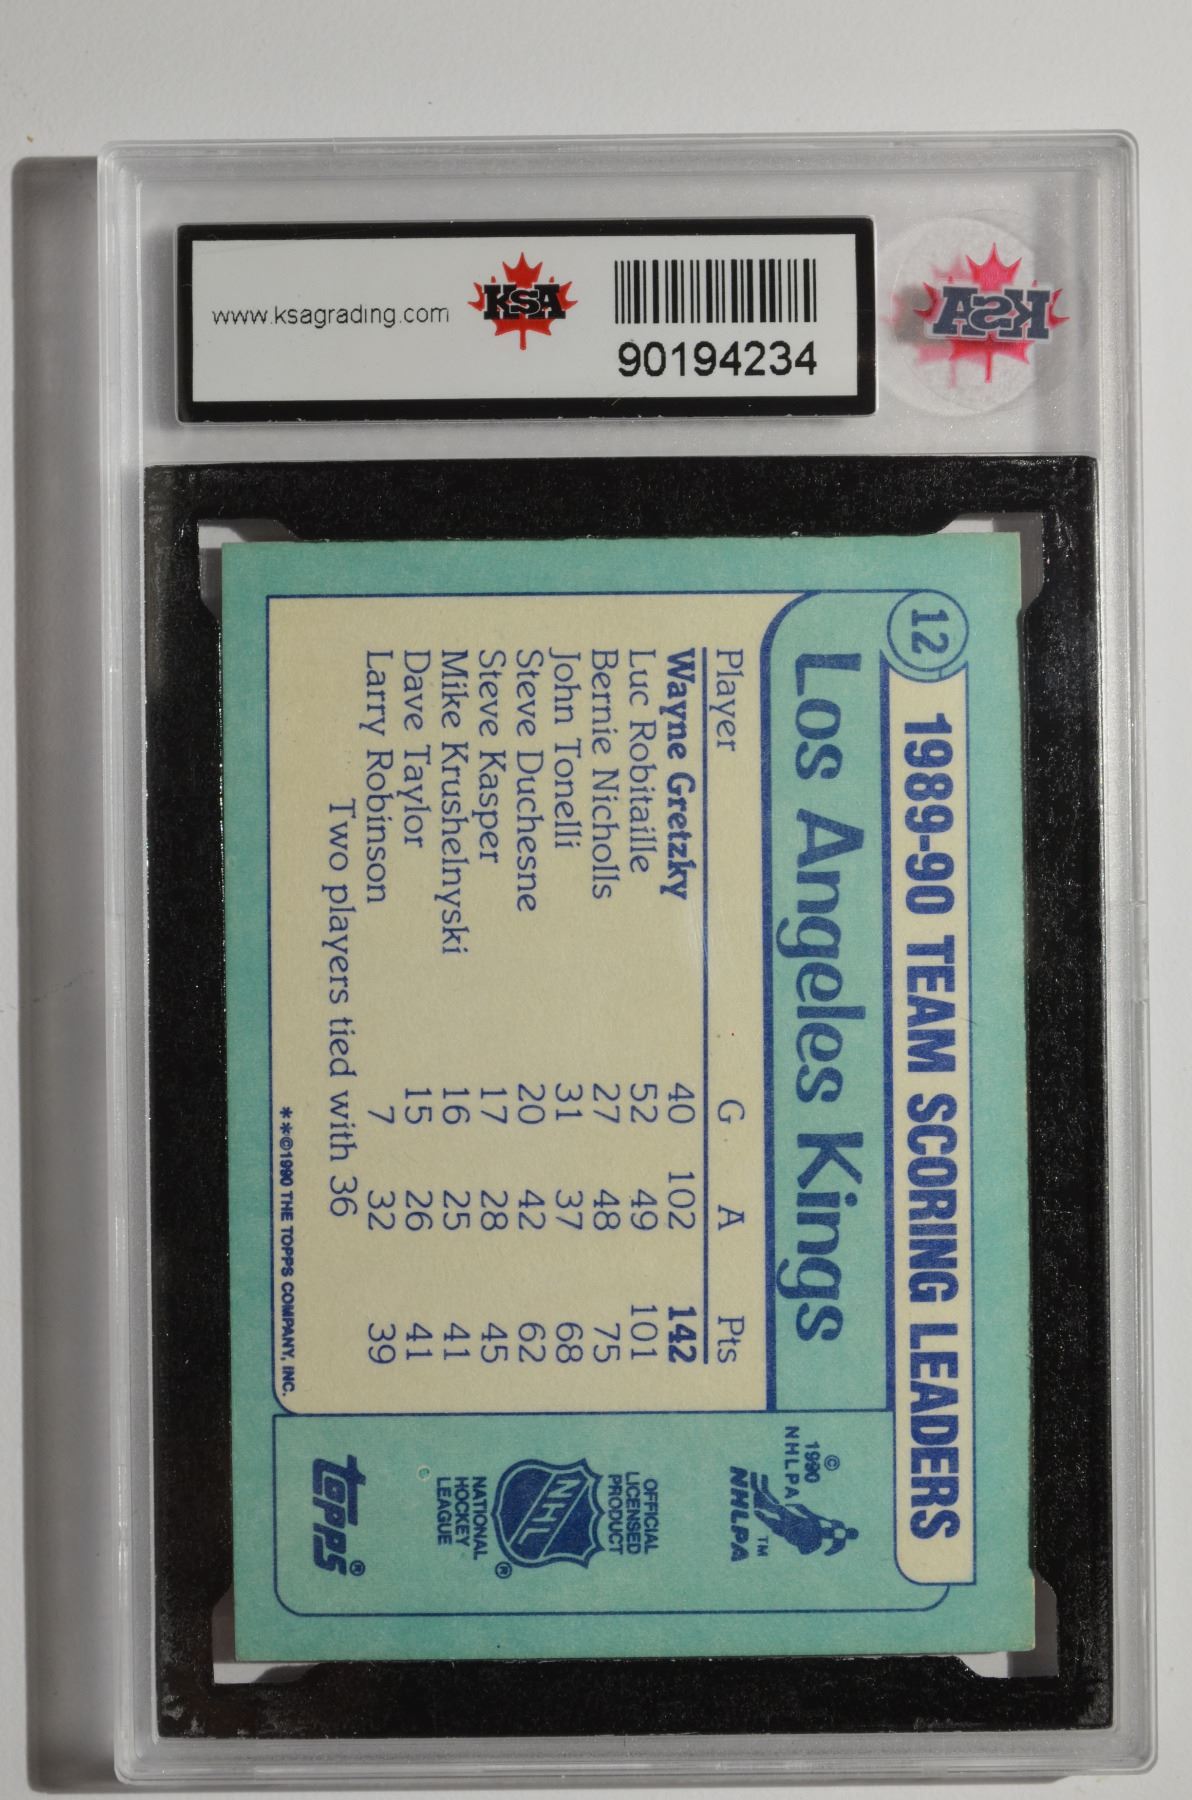 www.ksagrading.com
KSA
90194234
KSA
12
1989-90 TEAM SCORING LEADERS
Los Angeles Kings
Player G A Pts
Wayne Gretzky 40 102 142
Luc Robitaille 52 49 101
Bernie Nicholls 27 48 75
John Tonelli 31 37 68
Steve Duchesne 20 42 62
Steve Kasper 17 28 45
Mike Krushelnyski 16 25 41
Dave Taylor 15 26 41
Larry Robinson 7 32 39
Two players tied with 36
**©1990 THE TOPPS COMPANY, INC.
©
1990
NHLPA
NHLPA™
OFFICIAL
LICENSED
PRODUCT
NHL®
NATIONAL
HOCKEY
LEAGUE
topps®